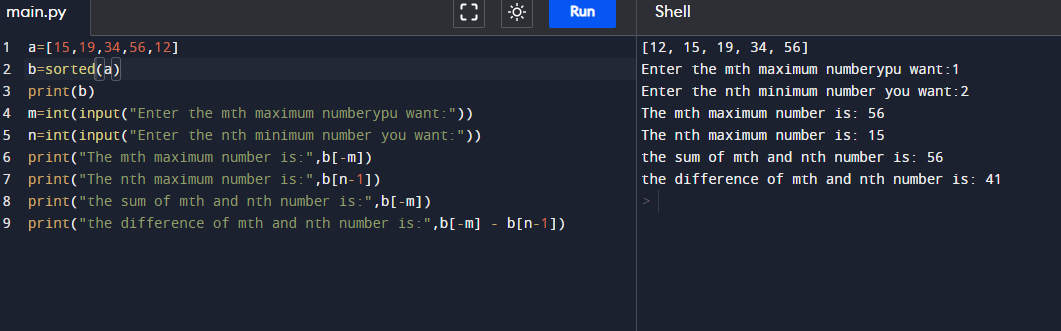 main.py
Run
Shell
1 a=[15,19,34,56,12]
2 b=sorted(a)
3 print(b)
4 m=int(input("Enter the mth maximum numberypu want:"))
5 n=int(input("Enter the nth minimum number you want:"))
6 print("The mth maximum number is:",b[-m])
7 print("The nth maximum number is:",b[n-1])
8 print("the sum of mth and nth number is:",b[-m])
9 print("the difference of mth and nth number is:",b[-m] - b[n-1])
[12, 15, 19, 34, 56]
Enter the mth maximum numberypu want:1
Enter the nth minimum number you want:2
The mth maximum number is: 56
The nth maximum number is: 15
the sum of mth and nth number is: 56
the difference of mth and nth number is: 41
>